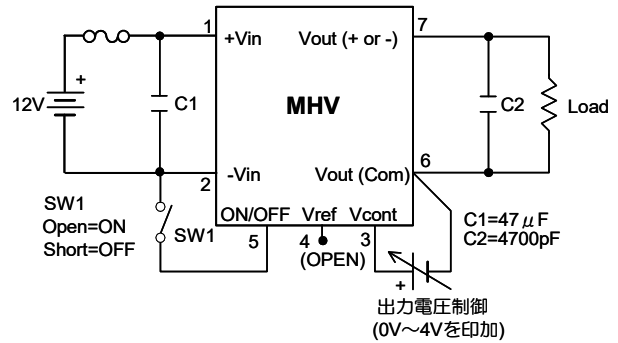 1
7
+Vin
Vout (+ or -)
+
12V
C1
MHV
C2
Load
6
Vout (Com)
2
-Vin
SW1
Open=ON
Short=OFF
SW1
ON/OFF
Vref
Vcont
5
4
3
(OPEN)
C1=47μF
C2=4700pF
+
出力電圧制御
(0V～4Vを印加)